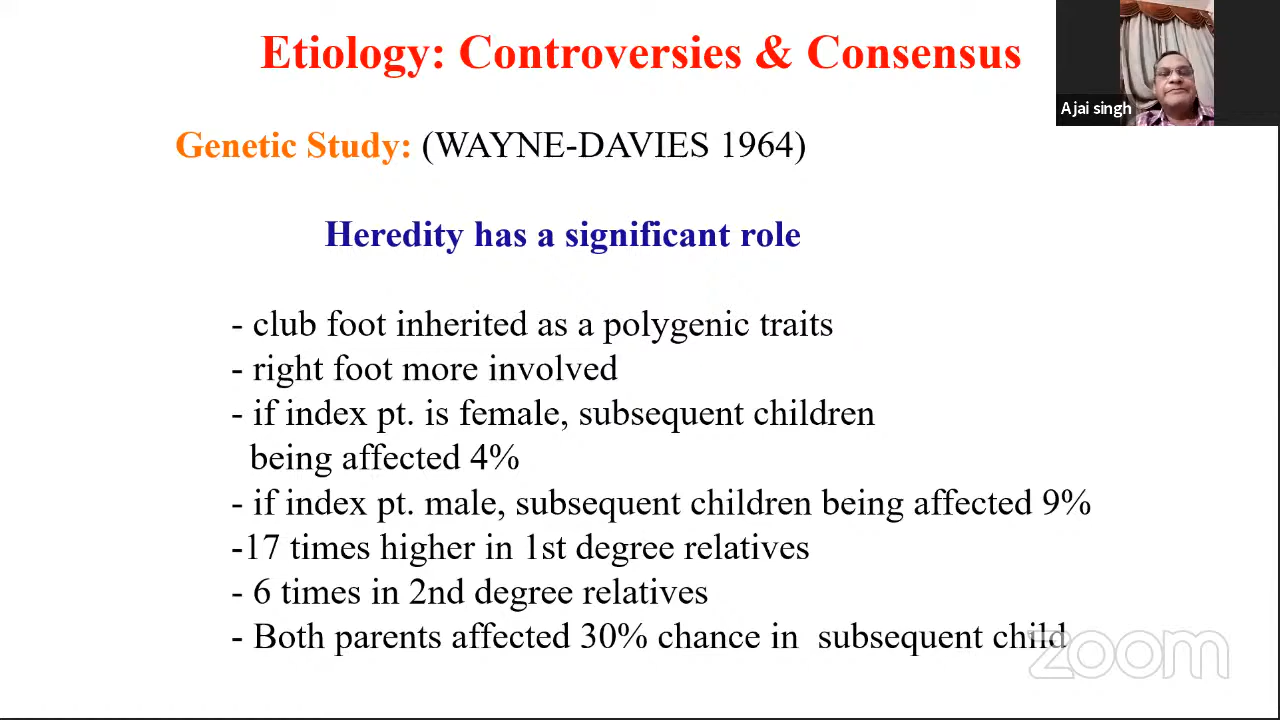 Etiology: Controversies & Consensus
Ajai singh
Genetic Study: (WAYNE-DAVIES 1964)
Heredity has a significant role
- club foot inherited as a polygenic traits
- right foot more involved
- if index pt. is female, subsequent children
being affected 4%
- if index pt. male, subsequent children being affected 9%
-17 times higher in 1st degree relatives
- 6 times in 2nd degree relatives
- Both parents affected 30% chance in subsequent child
zoom